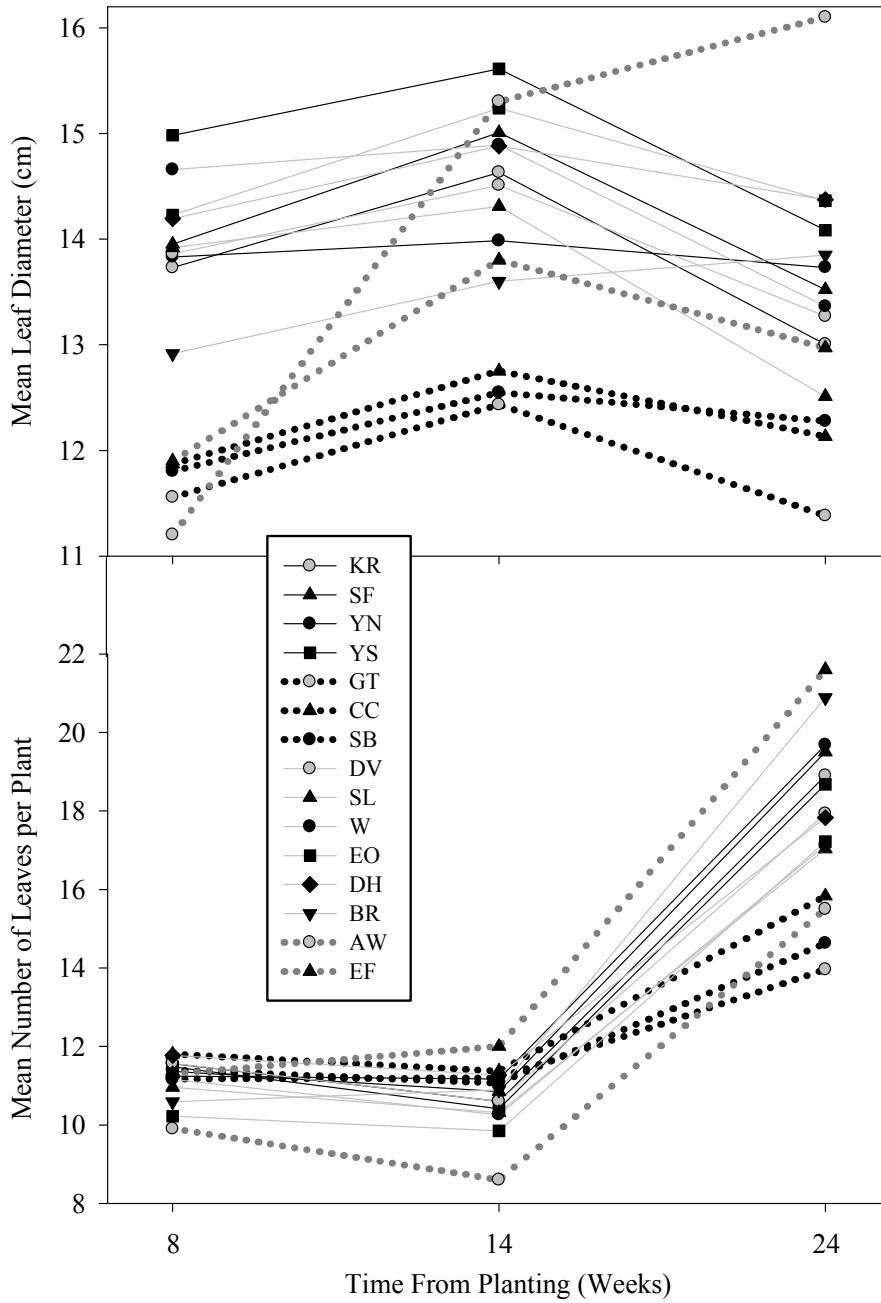 16
15
14
13
12
11
Mean Leaf Diameter (cm)
KR
SF
YN
YS
GT
CC
SB
DV
SL
W
EO
DH
BR
AW
EF
22
20
18
16
14
12
10
8
Mean Number of Leaves per Plant
8 14 24
Time From Planting (Weeks)